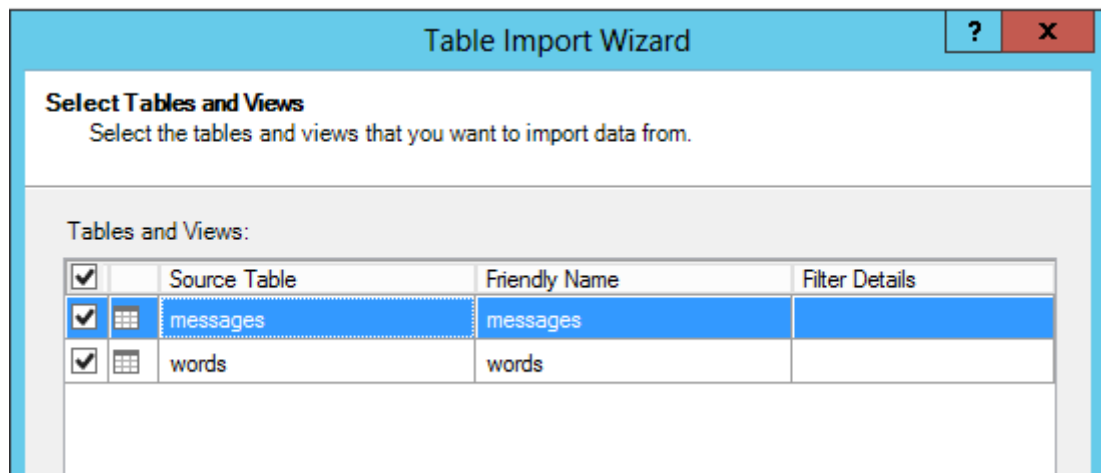 Table Import Wizard
? x
Select Tables and Views
Select the tables and views that you want to import data from.
Tables and Views:
Source Table Friendly Name Filter Details
messages messages
words words